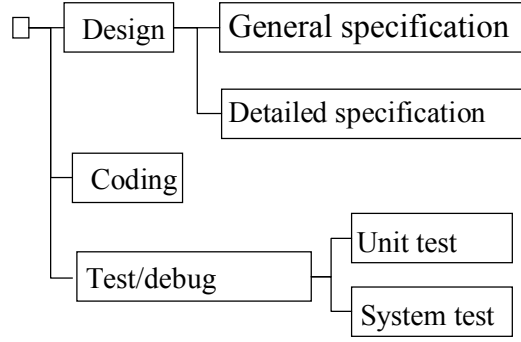 Design
General specification
Detailed specification
Coding
Test/debug
Unit test
System test